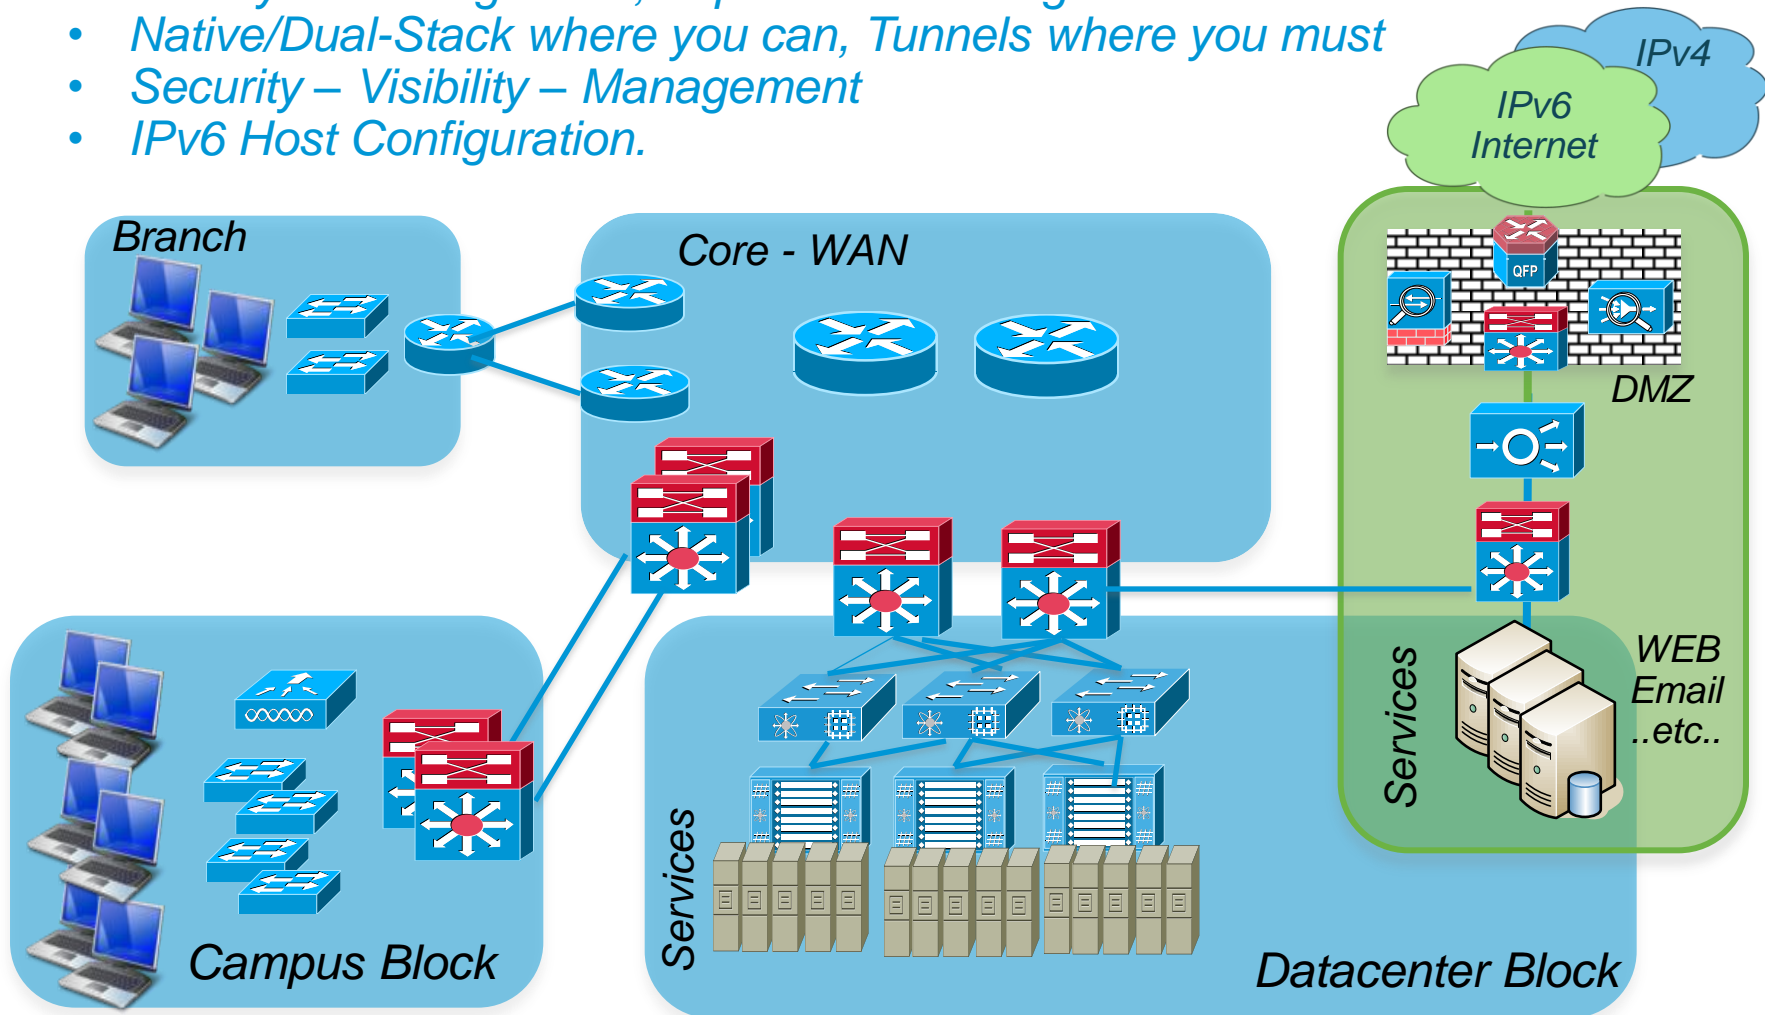 • Native/Dual-Stack where you can, Tunnels where you must
• Security – Visibility – Management
• IPv6 Host Configuration.
IPv4
IPv6
Internet
Branch
Core - WAN
QFP
DMZ
Services
WEB
Email
..etc..
Services
Campus Block
Datacenter Block